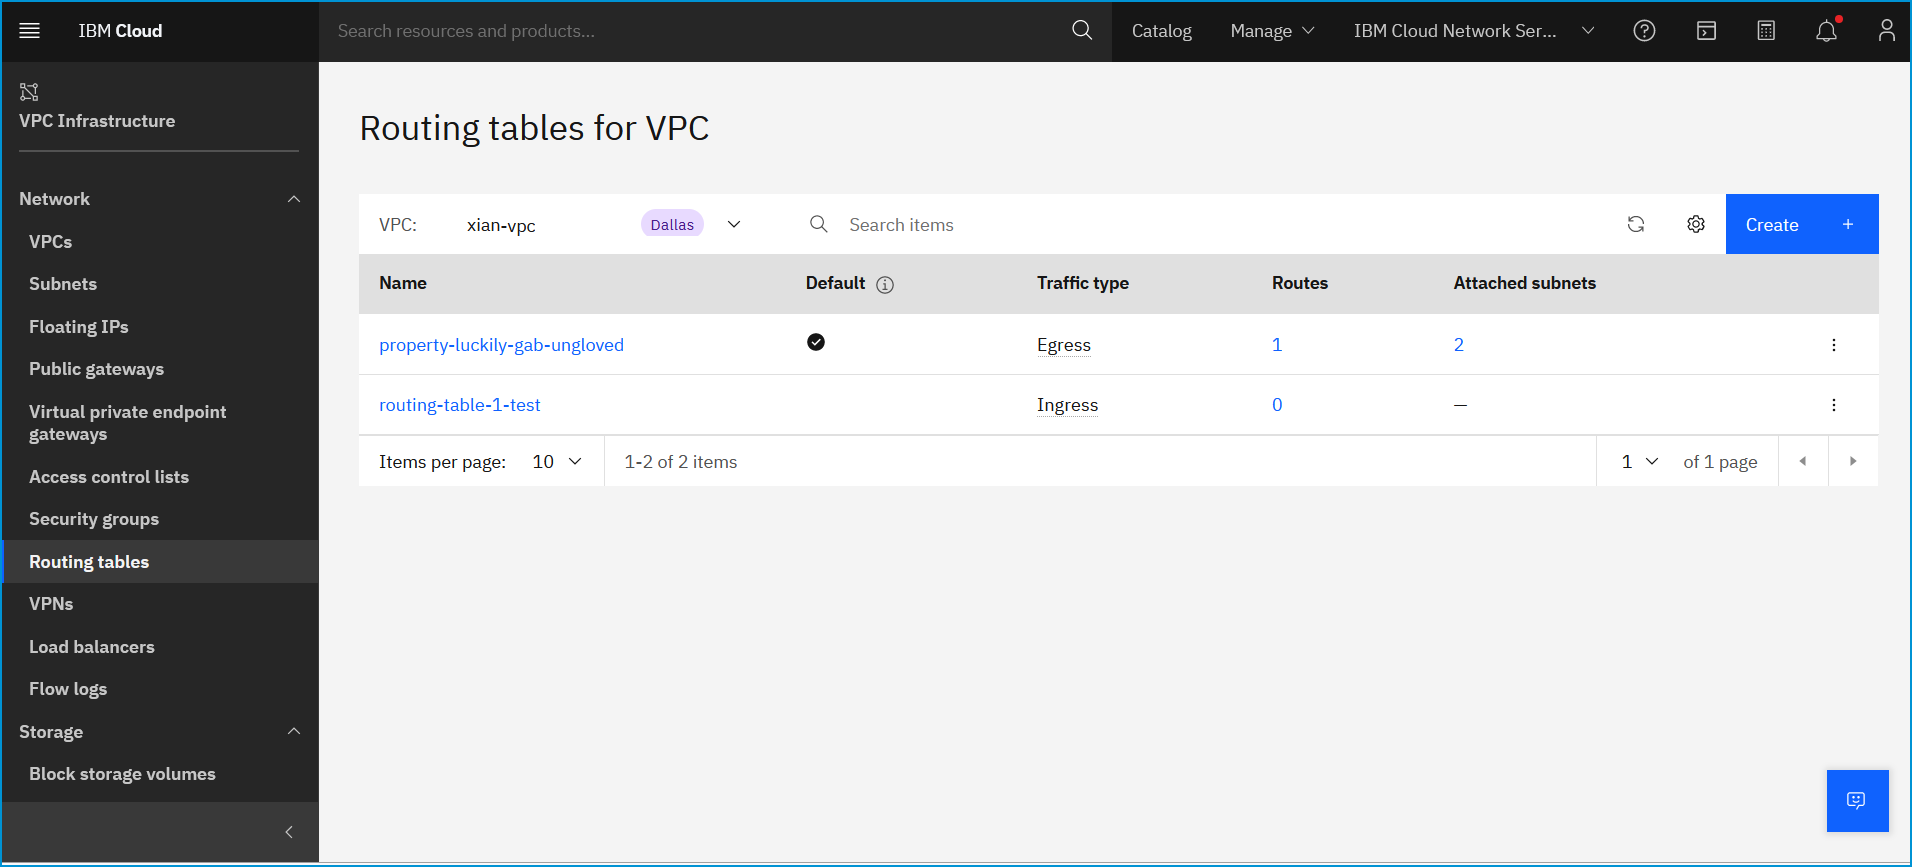 IBM Cloud
Search resources and products...
Catalog
Manage
IBM Cloud Network Ser...
VPC Infrastructure
Network
VPCs
Subnets
Floating IPs
Public gateways
Virtual private endpoint
gateways
Access control lists
Security groups
Routing tables
VPNs
Load balancers
Flow logs
Storage
Block storage volumes
Routing tables for VPC
VPC: xian-vpc Dallas Search items Create +
Name Default Traffic type Routes Attached subnets
property-luckily-gab-ungloved Egress 1 2
routing-table-1-test Ingress 0 —
Items per page: 10 1-2 of 2 items 1 of 1 page